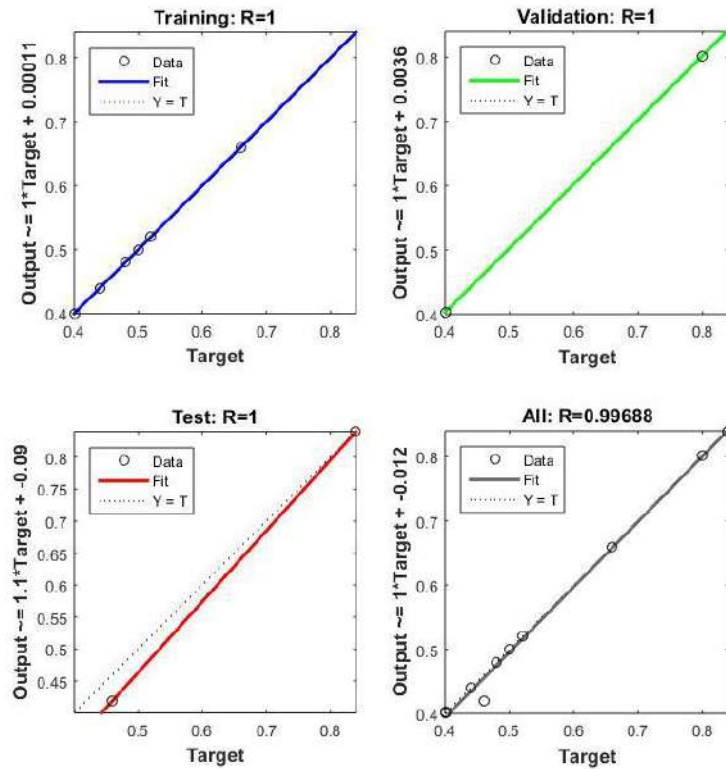 Training: R=1
Output ~= 1*Target + 0.00011
0.8
0.7
0.6
0.5
0.4
Data
Fit
Y = T
0.4 0.5 0.6 0.7 0.8
Target
Validation: R=1
Output ~= 1*Target + 0.0036
0.8
0.7
0.6
0.5
0.4
Data
Fit
Y = T
0.4 0.5 0.6 0.7 0.8
Target
Test: R=1
Output ~= 1.1*Target + -0.09
0.8
0.75
0.7
0.65
0.6
0.55
0.5
0.45
Data
Fit
Y = T
0.5 0.6 0.7 0.8
Target
All: R=0.99688
Output ~= 1*Target + -0.012
0.8
0.7
0.6
0.5
0.4
Data
Fit
Y = T
0.4 0.5 0.6 0.7 0.8
Target